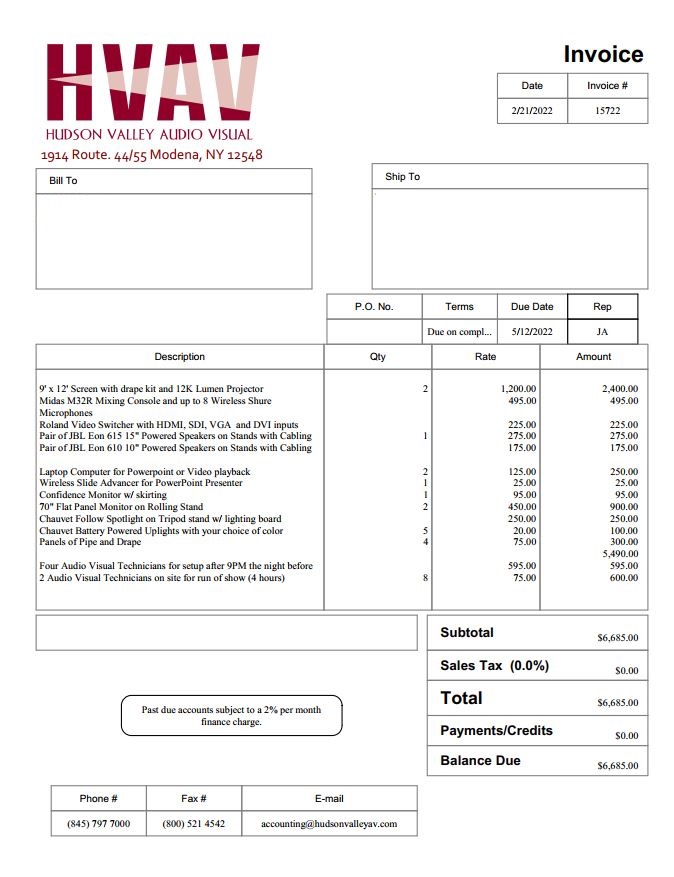 HVAV
HUDSON VALLEY AUDIO VISUAL
1914 Route. 44/55 Modena, NY 12548
Invoice
Date Invoice #
2/21/2022 15722
Bill To
Ship To
P.O. No. Terms Due Date Rep
Due on compl... 5/12/2022 JA
Description Qty Rate Amount
9' x 12' Screen with drape kit and 12K Lumen Projector 2 1,200.00 2,400.00
Midas M32R Mixing Console and up to 8 Wireless Shure 495.00 495.00
Microphones
Roland Video Switcher with HDMI, SDI, VGA and DVI inputs 225.00 225.00
Pair of JBL Eon 615 15" Powered Speakers on Stands with Cabling 1 275.00 275.00
Pair of JBL Eon 610 10" Powered Speakers on Stands with Cabling 175.00 175.00
Laptop Computer for Powerpoint or Video playback 2 125.00 250.00
Wireless Slide Advancer for PowerPoint Presenter 1 25.00 25.00
Confidence Monitor w/ skirting 1 95.00 95.00
70" Flat Panel Monitor on Rolling Stand 2 450.00 900.00
Chauvet Follow Spotlight on Tripod stand w/ lighting board 250.00 250.00
Chauvet Battery Powered Uplights with your choice of color 5 20.00 100.00
Panels of Pipe and Drape 4 75.00 300.00
5,490.00
Four Audio Visual Technicians for setup after 9PM the night before 595.00 595.00
2 Audio Visual Technicians on site for run of show (4 hours) 8 75.00 600.00
Subtotal $6,685.00
Sales Tax (0.0%) $0.00
Total $6,685.00
Payments/Credits $0.00
Balance Due $6,685.00
Past due accounts subject to a 2% per month
finance charge.
Phone # Fax # E-mail
(845) 797 7000 (800) 521 4542 accounting@hudsonvalleyav.com